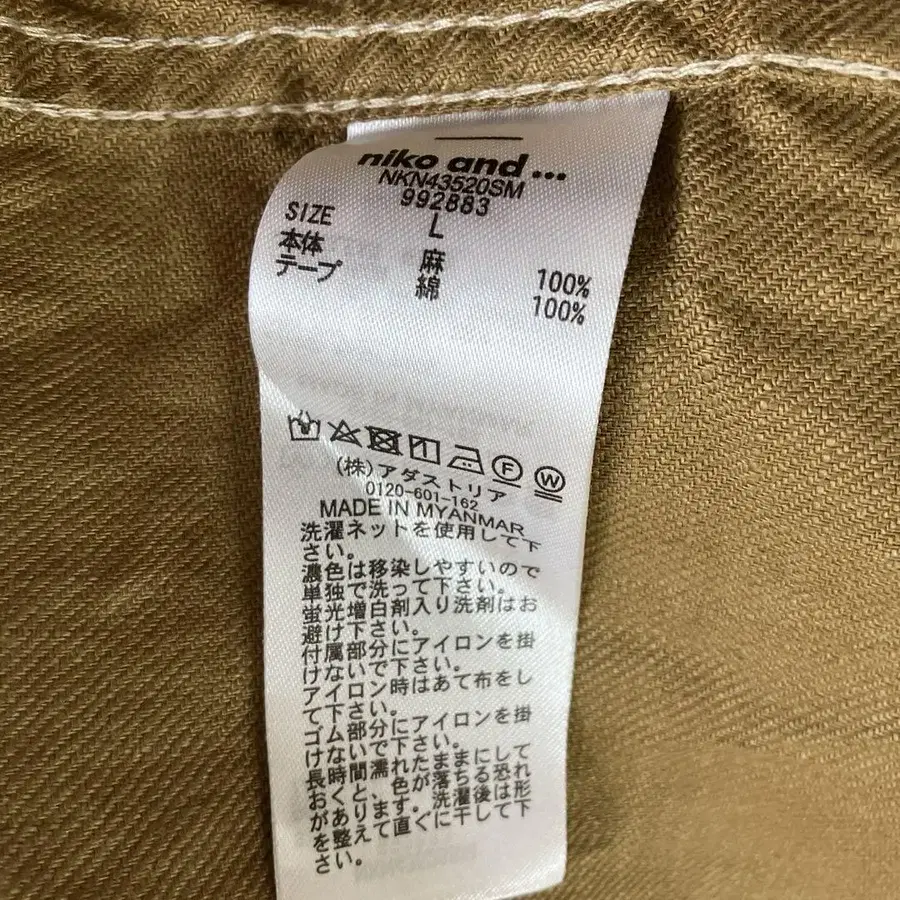 niko and ...
NKN43520SM
992883
SIZE L
本体 麻 100%
テープ 綿 100%
(株)アダストリア
0120-601-162
MADE IN MYANMAR
洗濯ネットを使用して下
さい。
濃色は移染しやすいので
単独で洗って下さい。
蛍光増白剤入り洗剤はお
避け下さい。
付属部分にアイロンを掛
けないで下さい。
アイロン時はあて布をし
て下さい。
ゴム部分にアイロンを掛
けないで下さい。
長時間濡れたままにして
おくと、色が落ちる恐れ
があります。洗濯後は形
を整えて直ぐに干して下
さい。